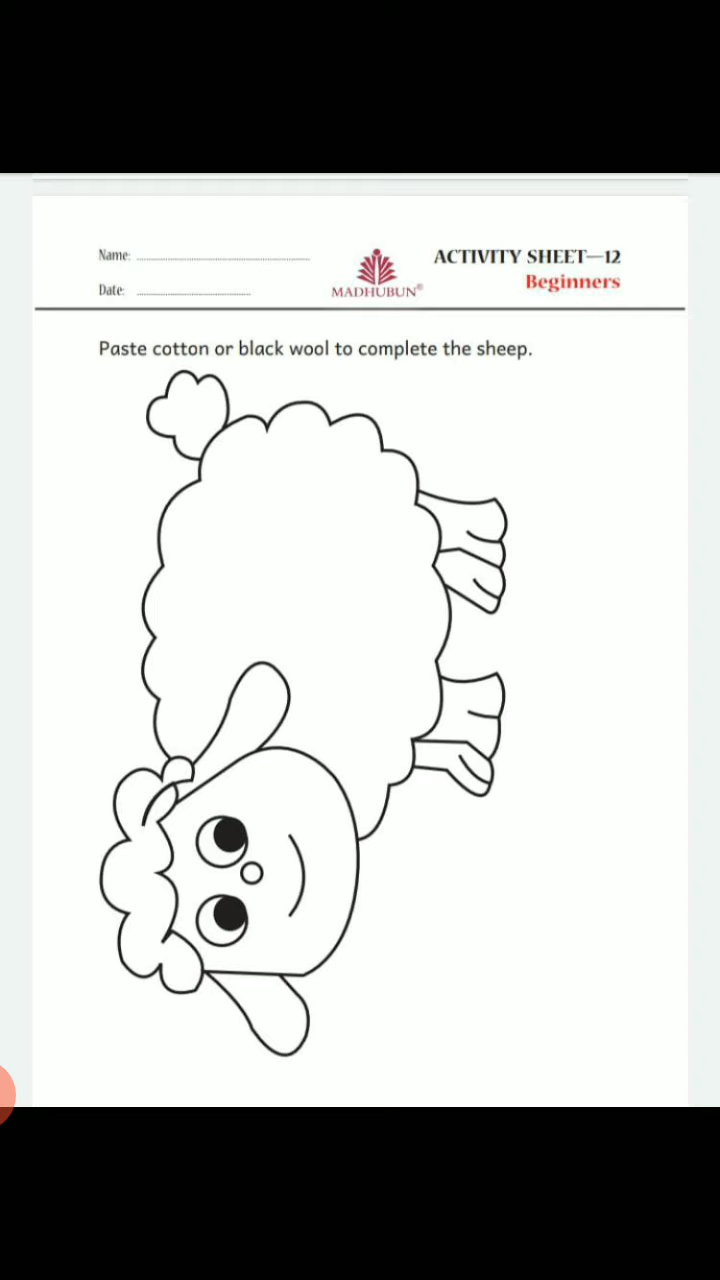 Name:
ACTIVITY SHEET—12
Beginners
Date:
MADHUBUN®
Paste cotton or black wool to complete the sheep.